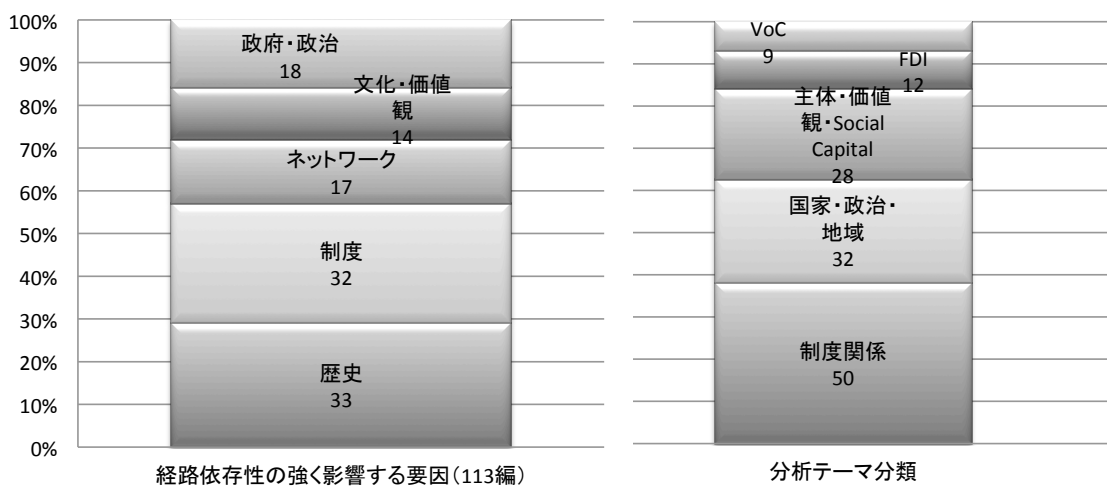 100%
90%
80%
70%
60%
50%
40%
30%
20%
10%
0%
政府・政治
18
文化・価値
観
14
ネットワーク
17
制度
32
歴史
33
経路依存性の強く影響する要因(113編)
VoC
9
FDI
12
主体・価値
観・Social
Capital
28
国家・政治・
地域
32
制度関係
50
分析テーマ分類